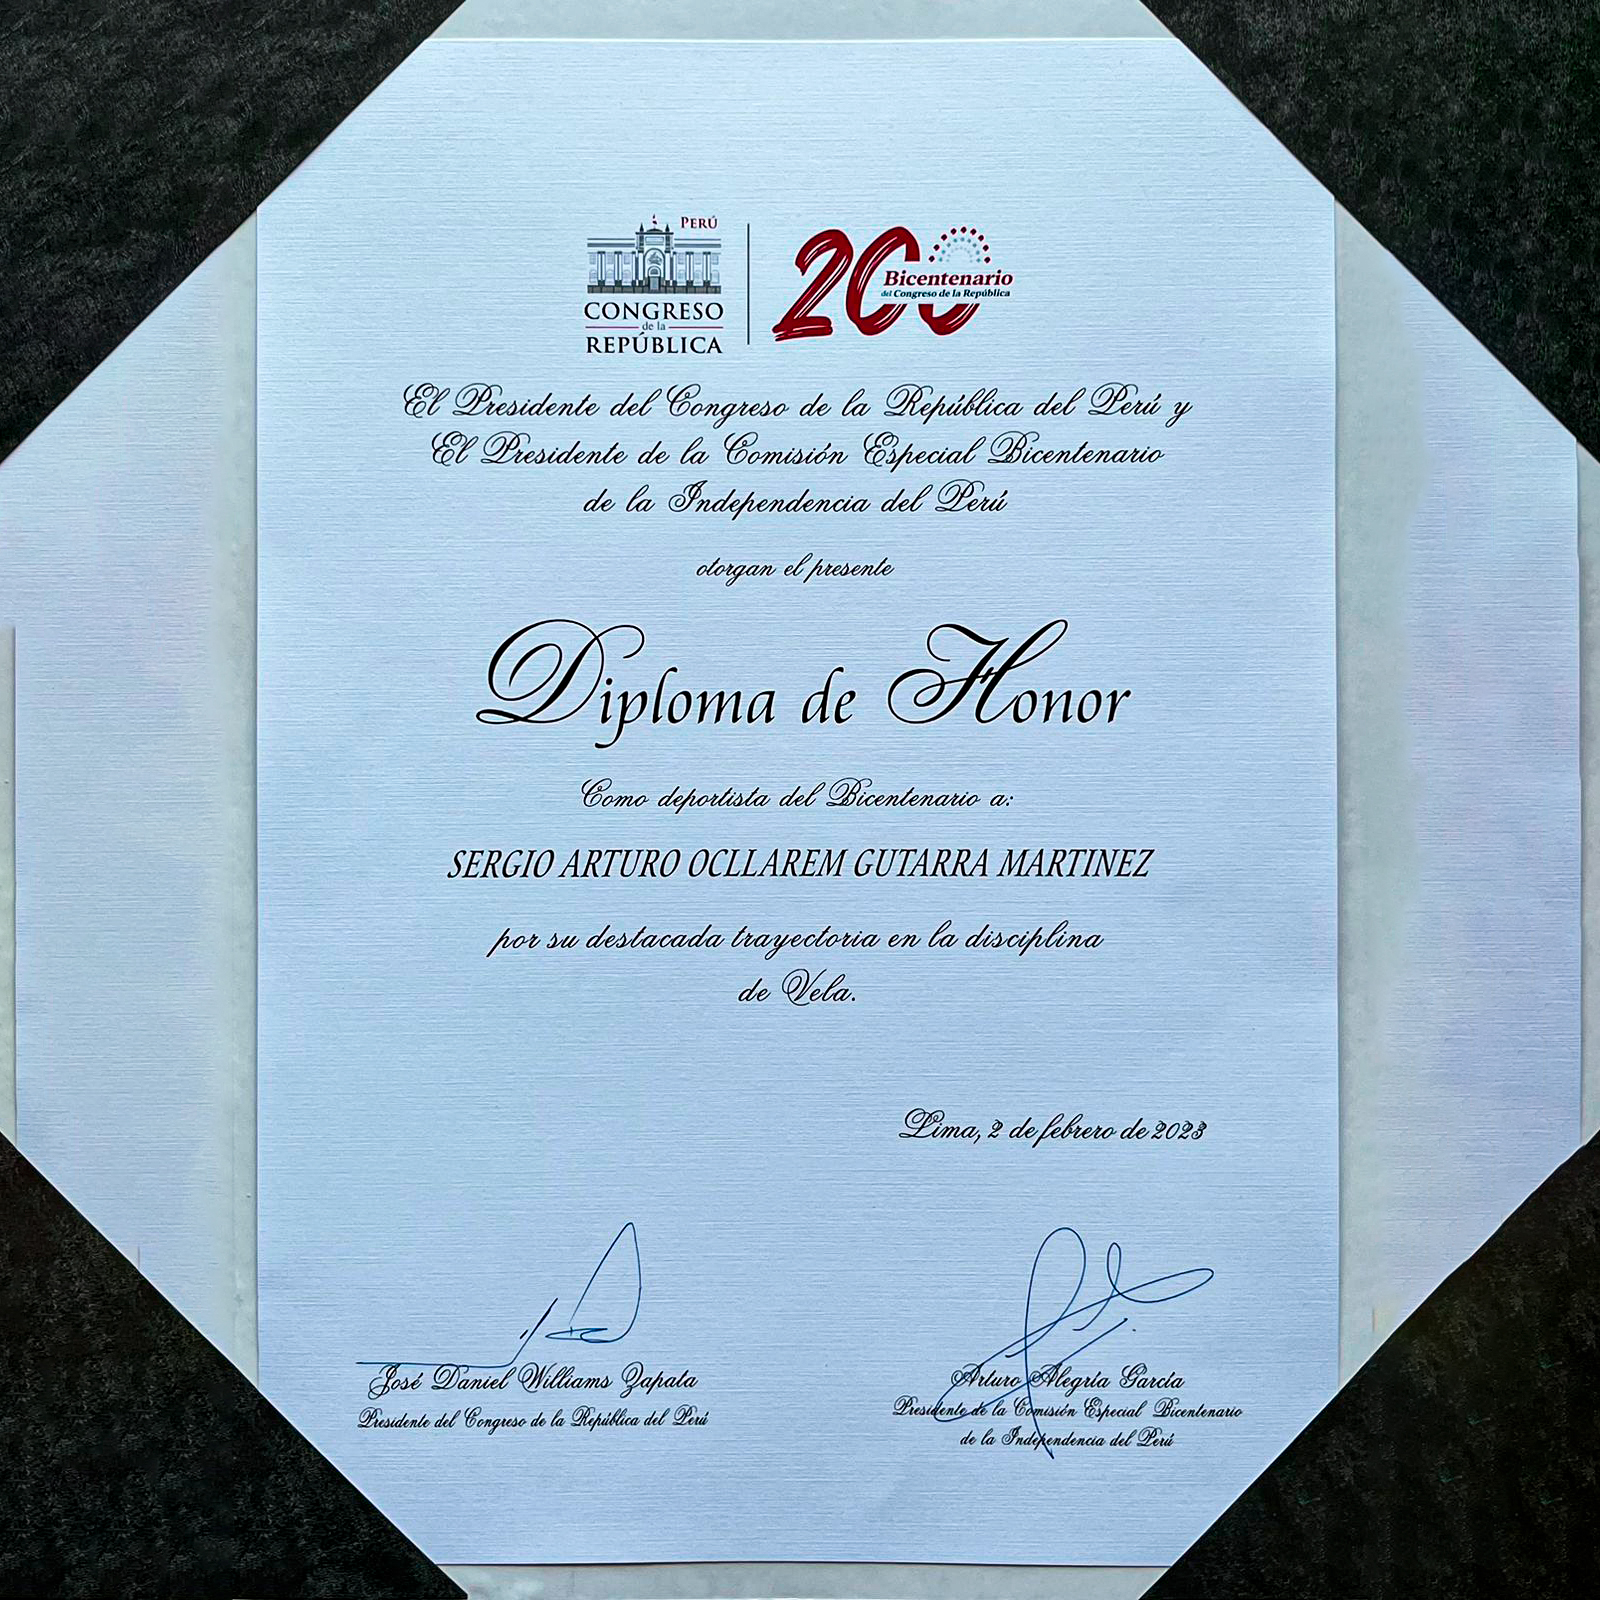 PERÚ
CONGRESO
de la
REPÚBLICA
200
Bicentenario
del Congreso de la República
El Presidente del Congreso de la República del Perú y
El Presidente de la Comisión Especial Bicentenario
de la Independencia del Perú
otorgan el presente
Diploma de Honor
Como deportista del Bicentenario a:
SERGIO ARTURO OCLLAREM GUTARRA MARTINEZ
por su destacada trayectoria en la disciplina
de Vela.
Lima, 2 de febrero de 2023
José Daniel Williams Zapata
Presidente del Congreso de la República del Perú
Arturo Alegría García
Presidente de la Comisión Especial Bicentenario
de la Independencia del Perú